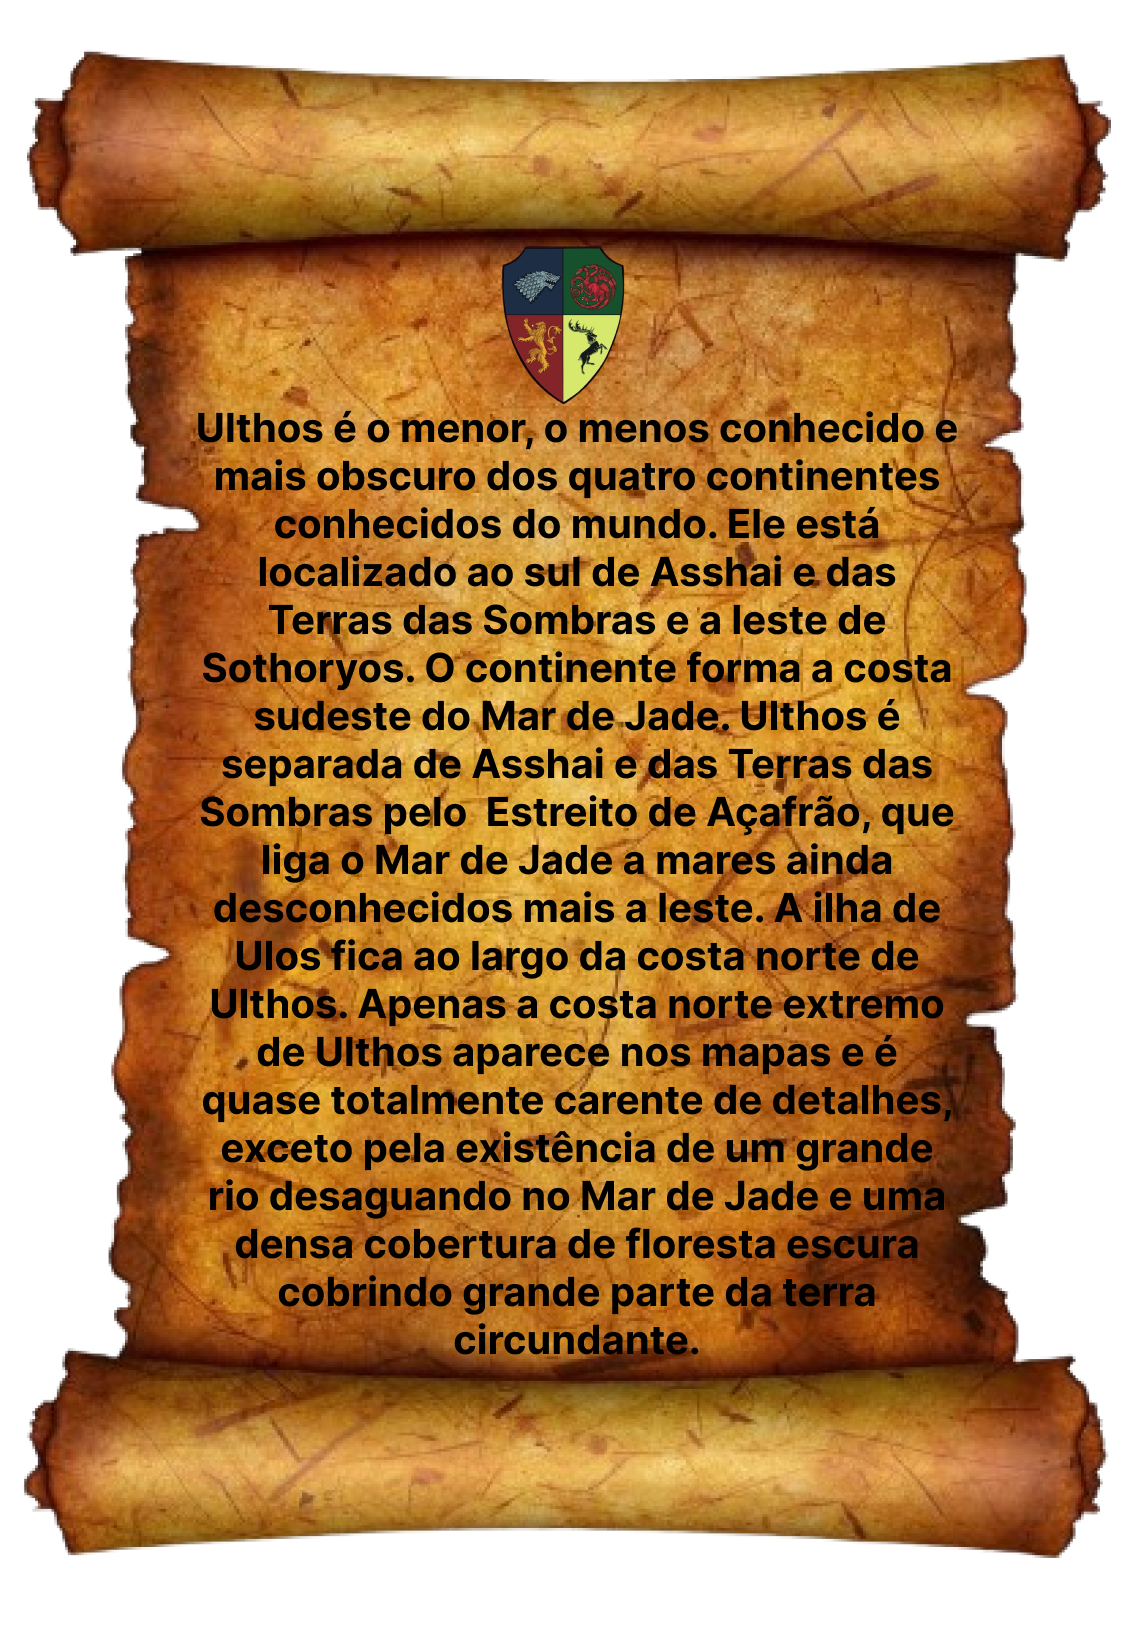 Ulthos é o menor, o menos conhecido e
mais obscuro dos quatro continentes
conhecidos do mundo. Ele está
localizado ao sul de Asshai e das
Terras das Sombras e a leste de
Sothoryos. O continente forma a costa
sudeste do Mar de Jade. Ulthos é
separada de Asshai e das Terras das
Sombras pelo  Estreito de Açafrão, que
liga o Mar de Jade a mares ainda
desconhecidos mais a leste. A ilha de
Ulos fica ao largo da costa norte de
Ulthos. Apenas a costa norte extremo
de Ulthos aparece nos mapas e é
quase totalmente carente de detalhes,
exceto pela existência de um grande
rio desaguando no Mar de Jade e uma
densa cobertura de floresta escura
cobrindo grande parte da terra
circundante.